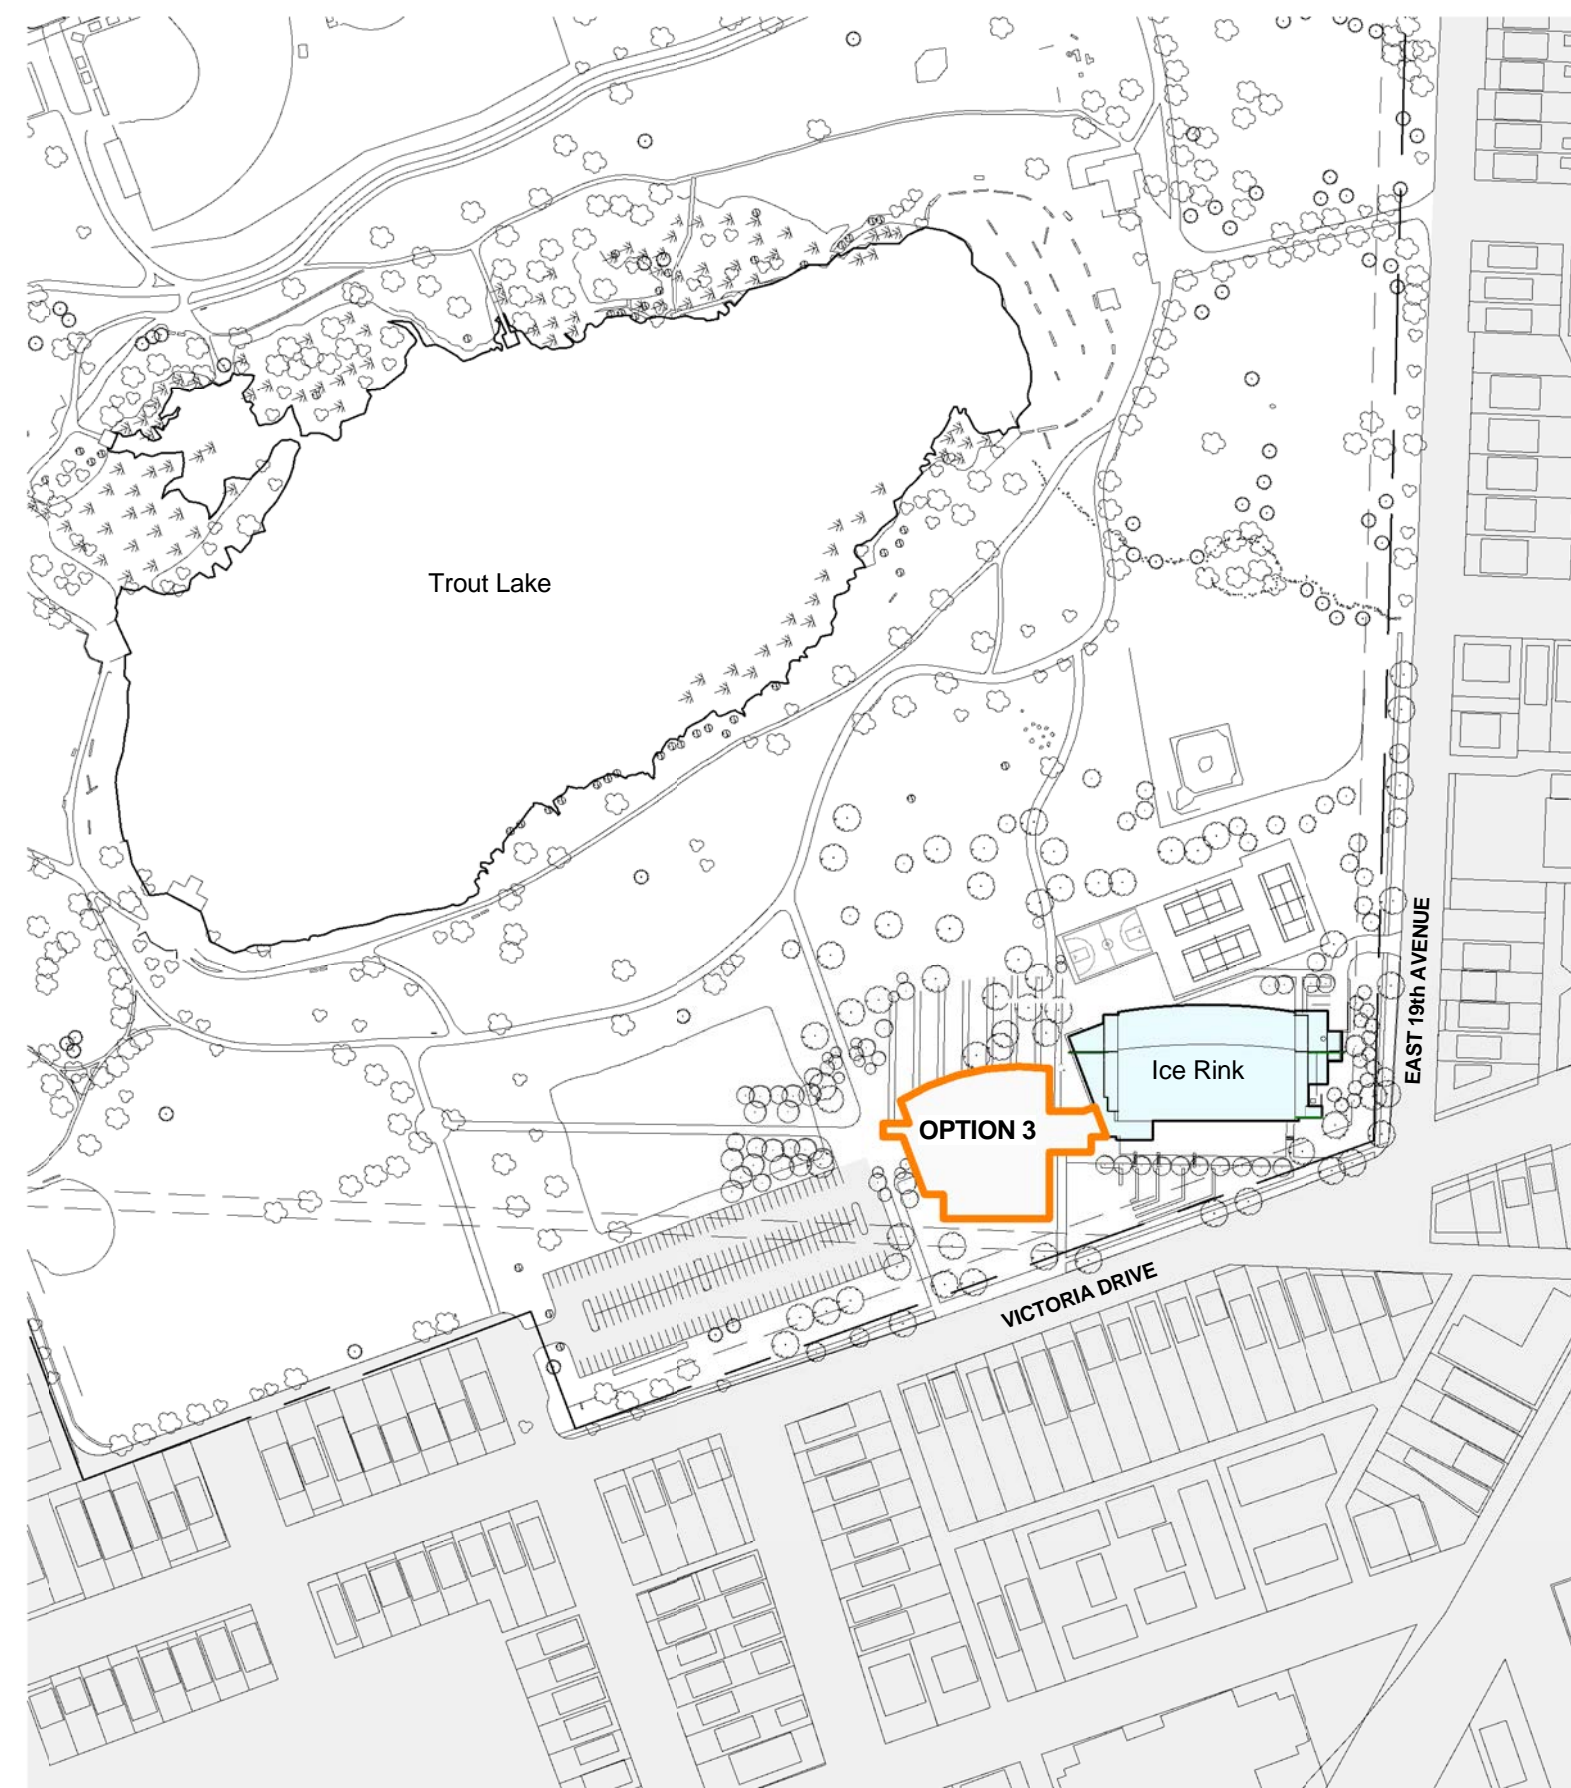 Trout Lake
EAST 19th AVENUE
Ice Rink
OPTION 3
VICTORIA DRIVE